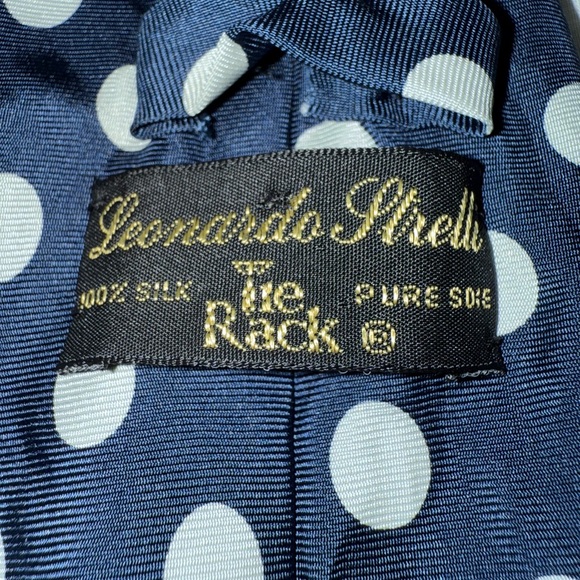 Leonardo Strelli
100% SILK Tie PURE SOIE
Rack ®